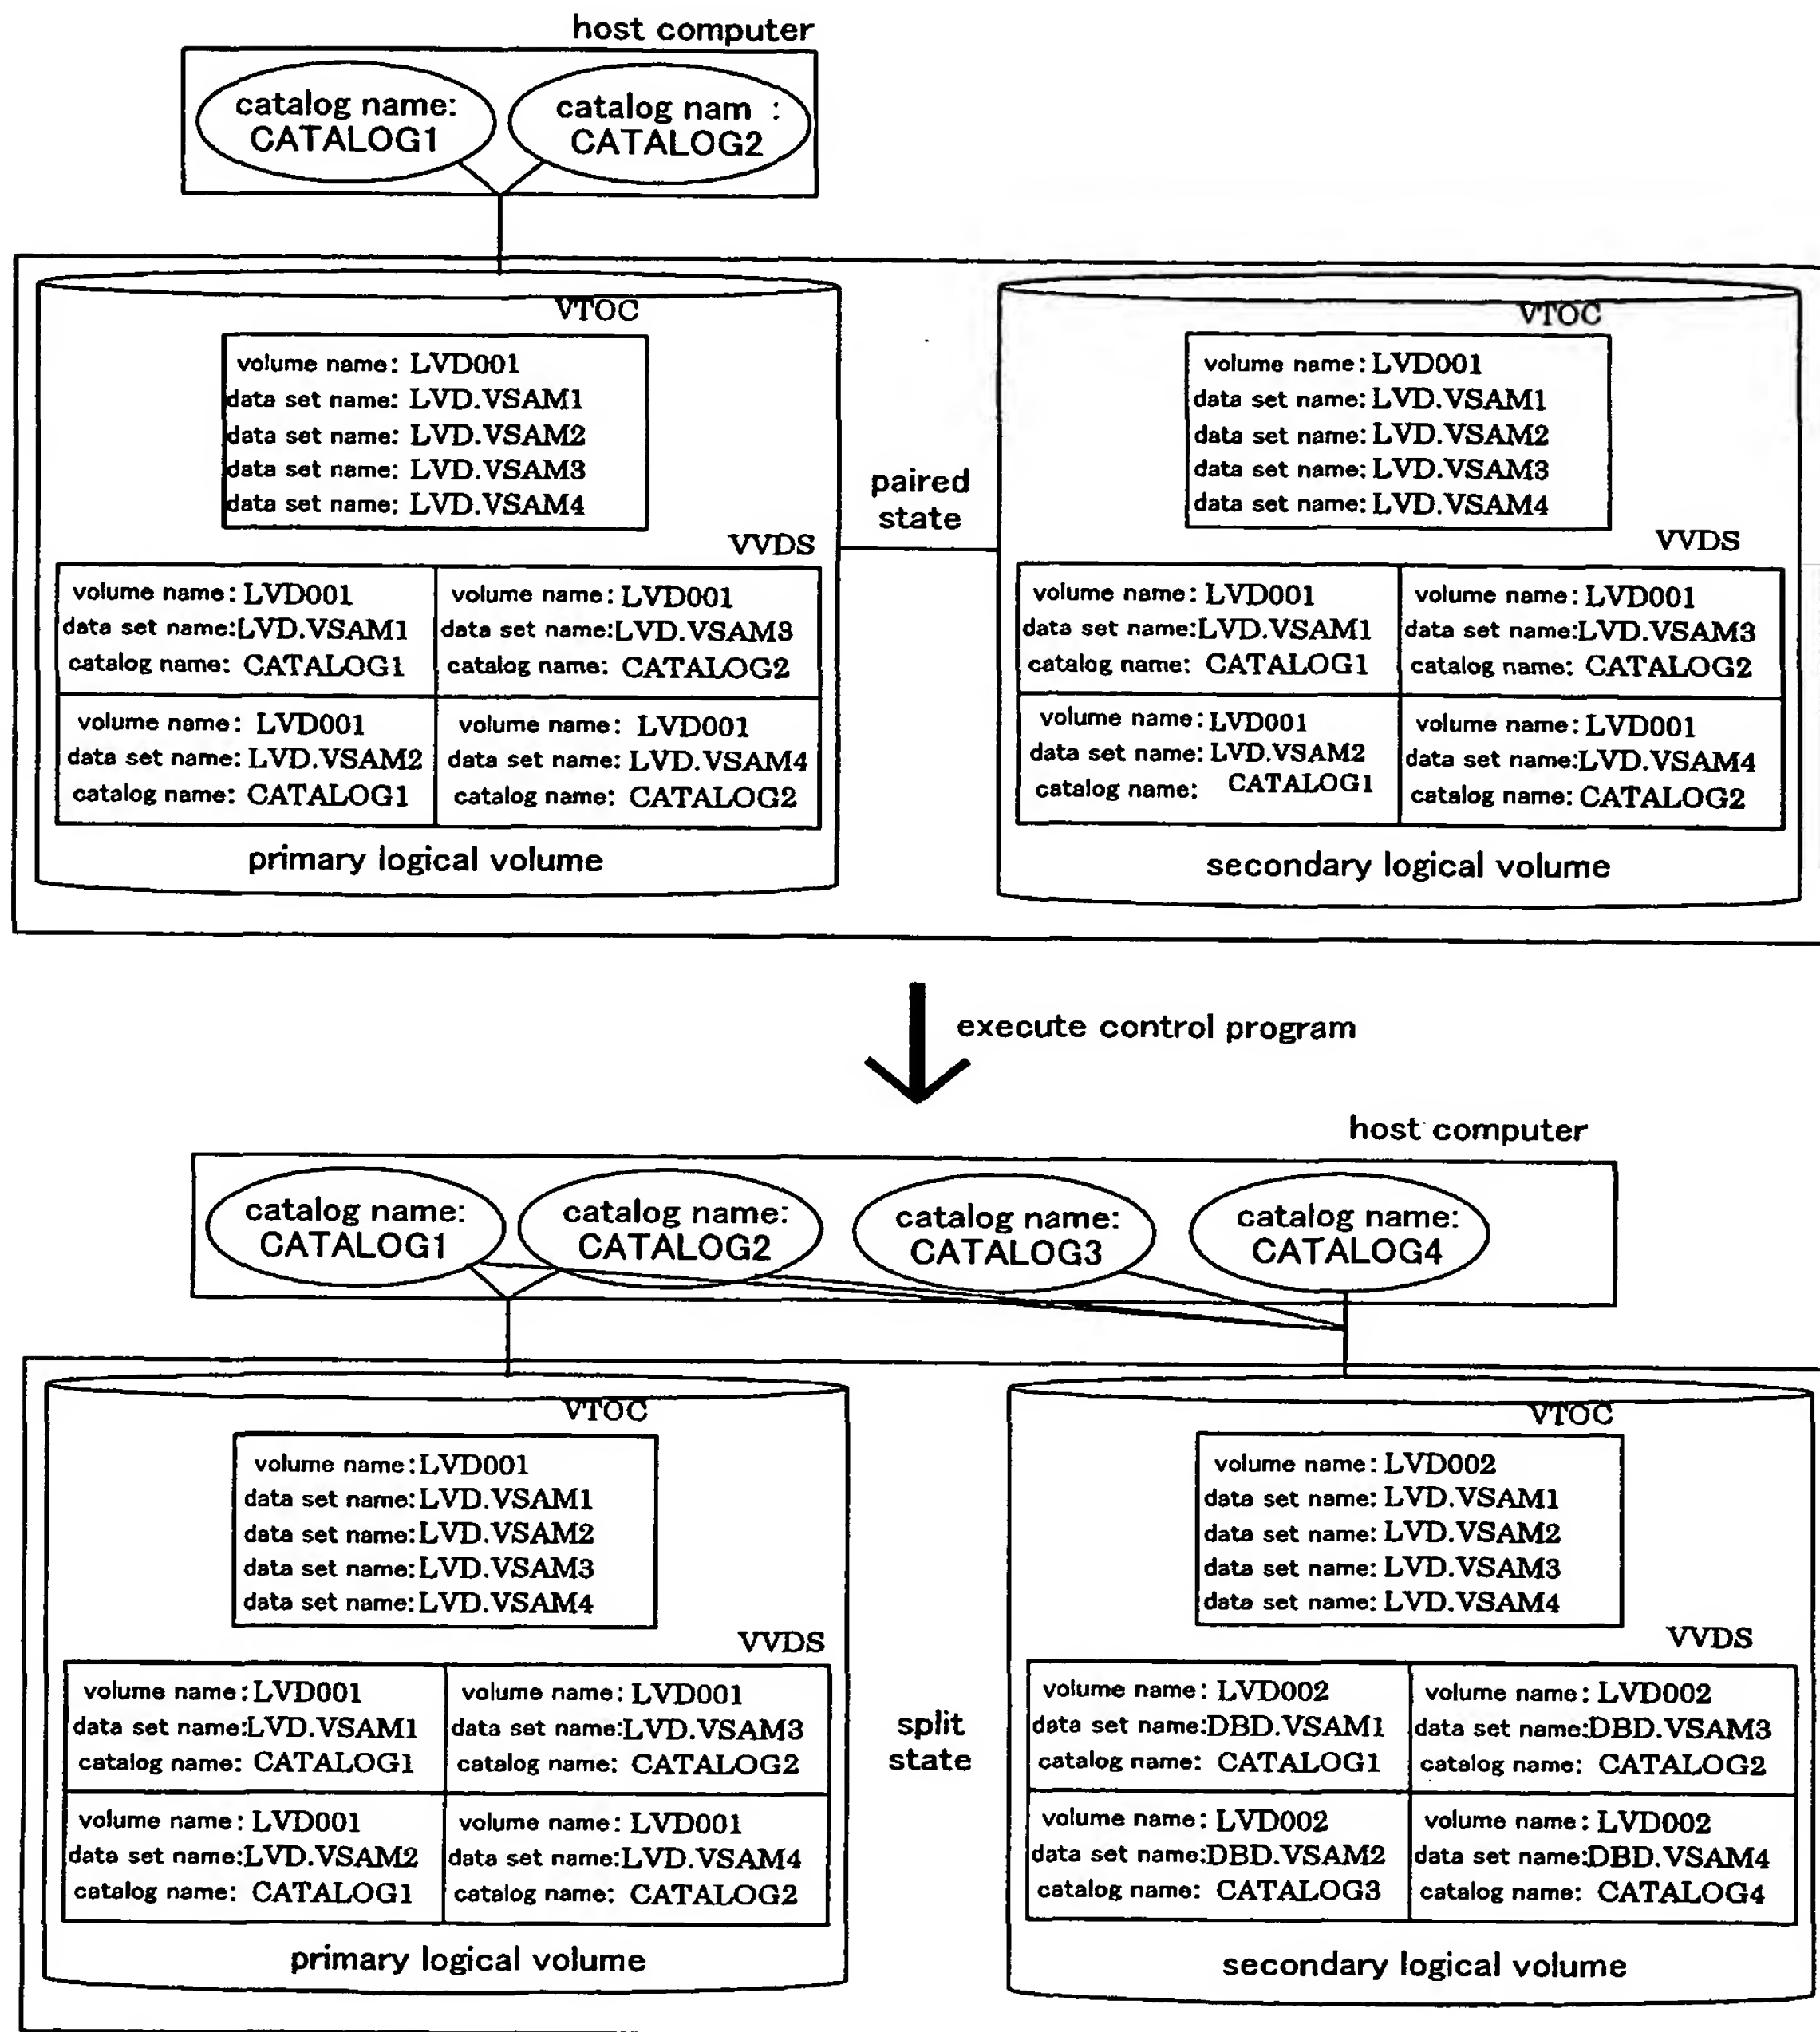 host computer
catalog name:
CATALOG1
catalog nam :
CATALOG2
VTOC
volume name: LVD001
data set name: LVD.VSAM1
data set name: LVD.VSAM2
data set name: LVD.VSAM3
data set name: LVD.VSAM4
VVDS
volume name: LVD001
data set name:LVD.VSAM1
catalog name: CATALOG1
volume name: LVD001
data set name:LVD.VSAM3
catalog name: CATALOG2
volume name: LVD001
data set name: LVD.VSAM2
catalog name: CATALOG1
volume name: LVD001
data set name: LVD.VSAM4
catalog name: CATALOG2
primary logical volume
paired
state
VTOC
volume name: LVD001
data set name: LVD.VSAM1
data set name: LVD.VSAM2
data set name: LVD.VSAM3
data set name: LVD.VSAM4
VVDS
volume name: LVD001
data set name:LVD.VSAM1
catalog name: CATALOG1
volume name: LVD001
data set name:LVD.VSAM3
catalog name: CATALOG2
volume name: LVD001
data set name: LVD.VSAM2
catalog name: CATALOG1
volume name: LVD001
data set name:LVD.VSAM4
catalog name: CATALOG2
secondary logical volume
execute control program
host computer
catalog name:
CATALOG1
catalog name:
CATALOG2
catalog name:
CATALOG3
catalog name:
CATALOG4
VTOC
volume name: LVD001
data set name: LVD.VSAM1
data set name: LVD.VSAM2
data set name: LVD.VSAM3
data set name: LVD.VSAM4
VVDS
volume name: LVD001
data set name:LVD.VSAM1
catalog name: CATALOG1
volume name: LVD001
data set name:LVD.VSAM3
catalog name: CATALOG2
volume name: LVD001
data set name:LVD.VSAM2
catalog name: CATALOG1
volume name: LVD001
data set name:LVD.VSAM4
catalog name: CATALOG2
primary logical volume
split
state
VTOC
volume name: LVD002
data set name: LVD.VSAM1
data set name: LVD.VSAM2
data set name: LVD.VSAM3
data set name: LVD.VSAM4
VVDS
volume name: LVD002
data set name:DBD.VSAM1
catalog name: CATALOG1
volume name: LVD002
data set name:DBD.VSAM3
catalog name: CATALOG2
volume name: LVD002
data set name:DBD.VSAM2
catalog name: CATALOG3
volume name: LVD002
data set name:DBD.VSAM4
catalog name: CATALOG4
secondary logical volume